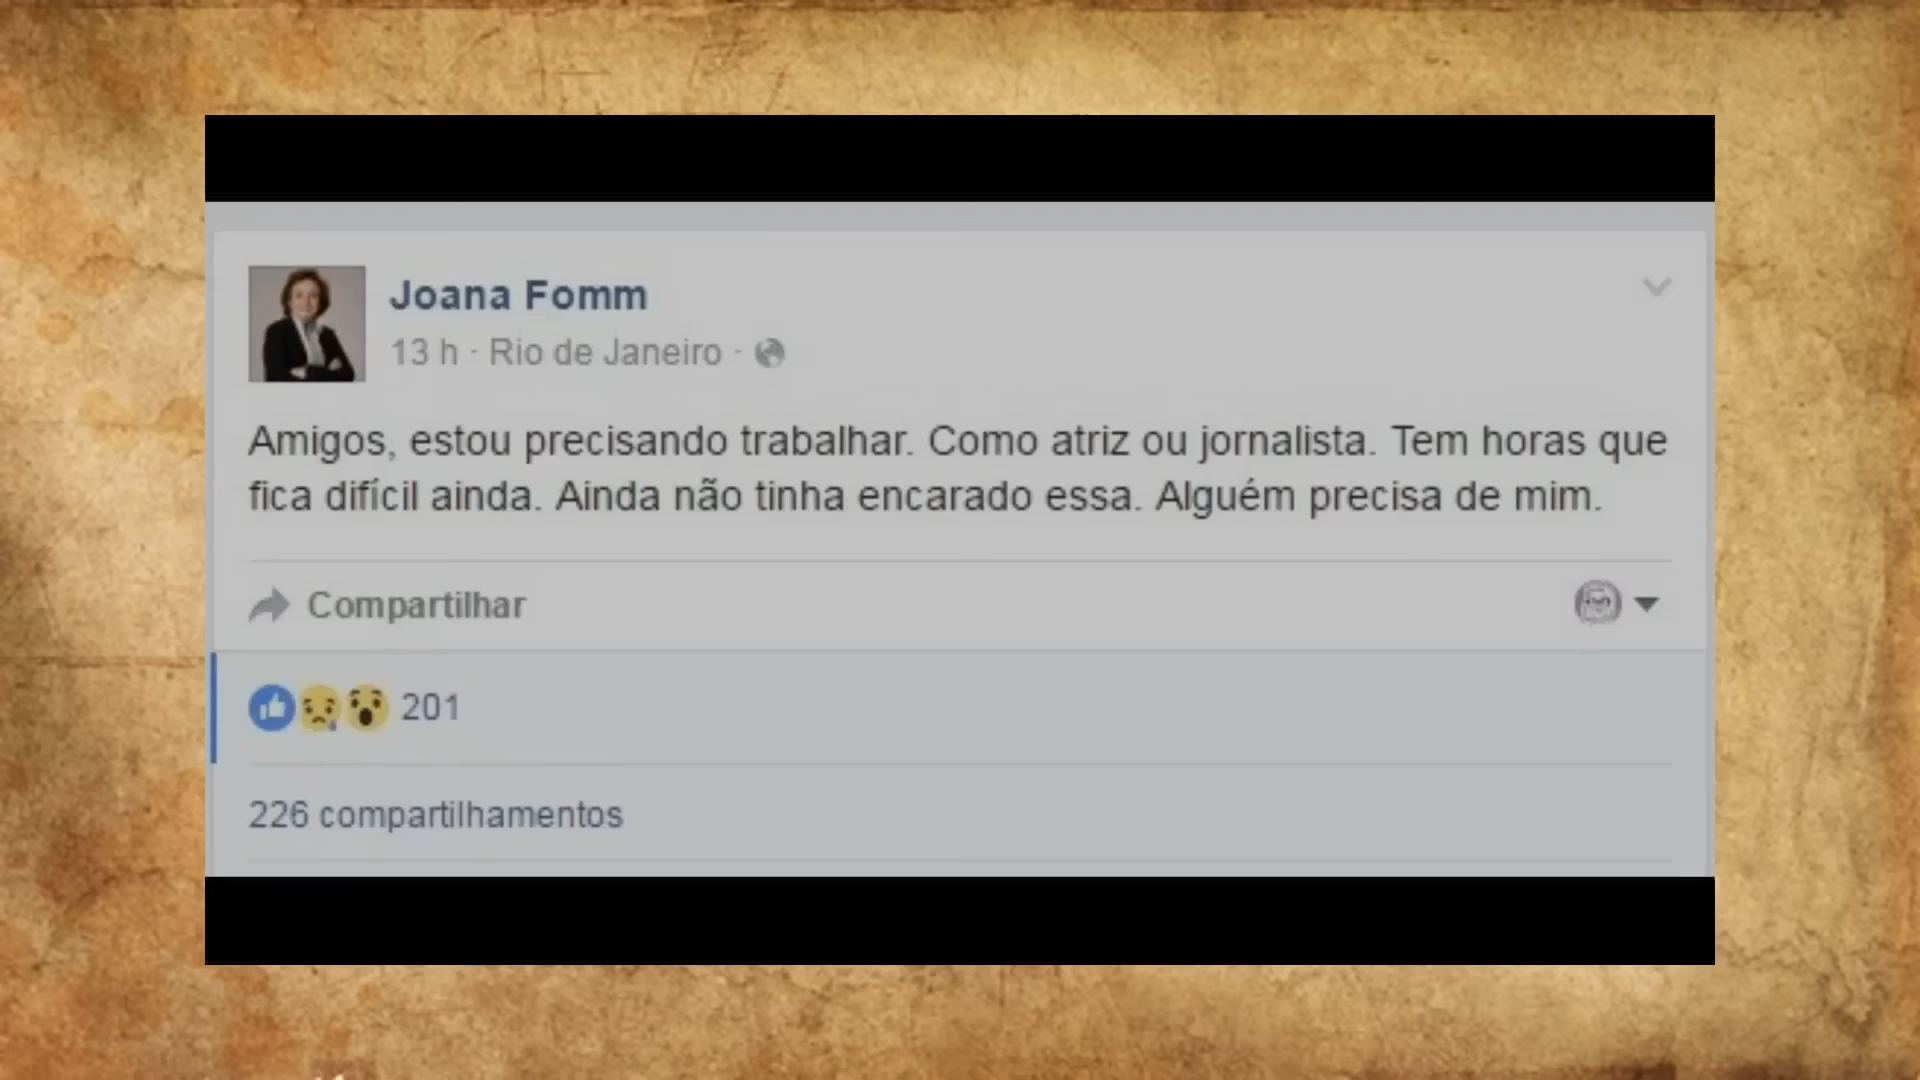 Joana Fomm
13 h · Rio de Janeiro ·
Amigos, estou precisando trabalhar. Como atriz ou jornalista. Tem horas que
fica difícil ainda. Ainda não tinha encarado essa. Alguém precisa de mim.
Compartilhar
201
226 compartilhamentos